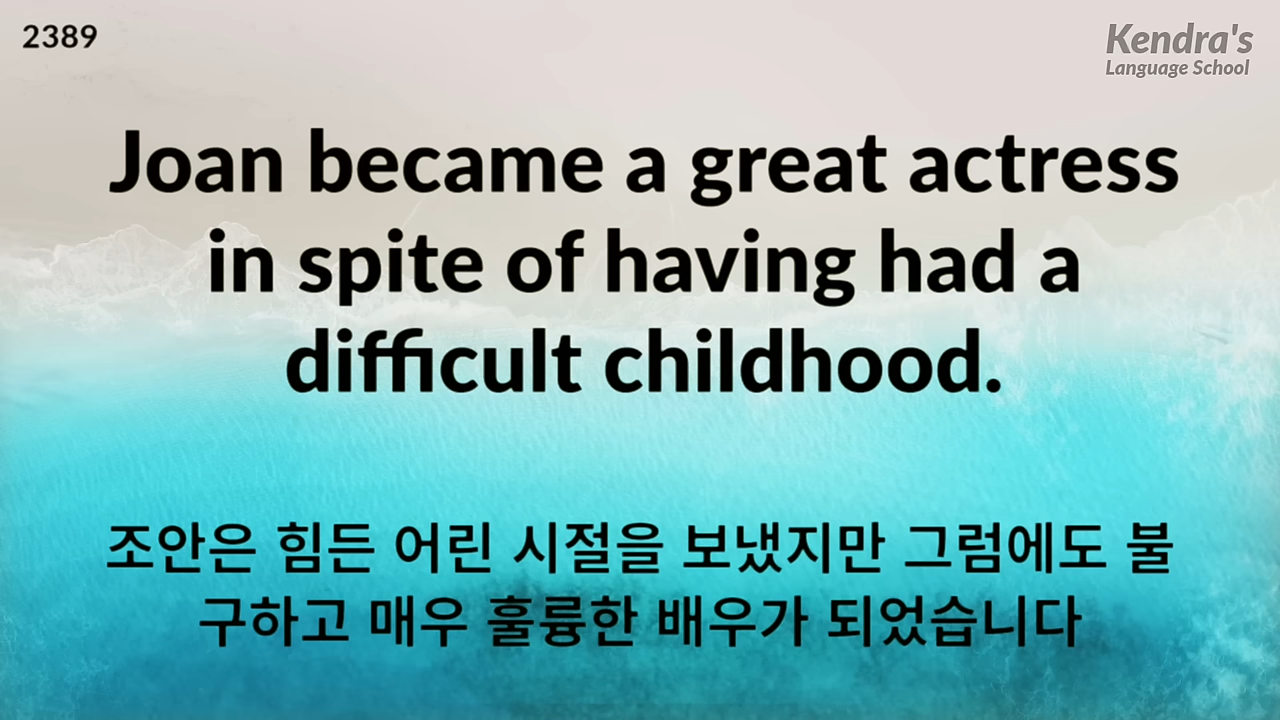 2389
Kendra's
Language School
Joan became a great actress
in spite of having had a
difficult childhood.
조안은 힘든 어린 시절을 보냈지만 그럼에도 불
구하고 매우 훌륭한 배우가 되었습니다